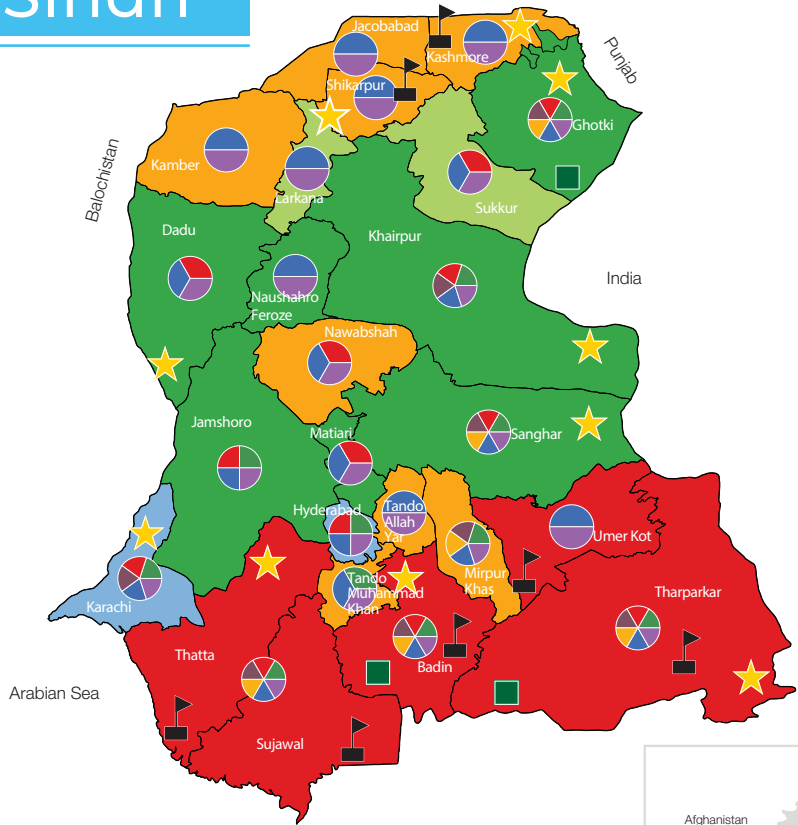 Sindh
Jacobabad
Kashmore
Punjab
Shikarpur
Ghotki
Balochistan
Kamber
Larkana
Sukkur
Dadu
Khairpur
India
Naushahro
Feroze
Nawabshah
Jamshoro
Matiari
Sanghar
Hyderabad
Tando
Allah
Yar
Umer Kot
Mirpur
Khas
Tando
Muhammad
Khan
Karachi
Tharparkar
Thatta
Badin
Arabian Sea
Sujawal
Afghanistan